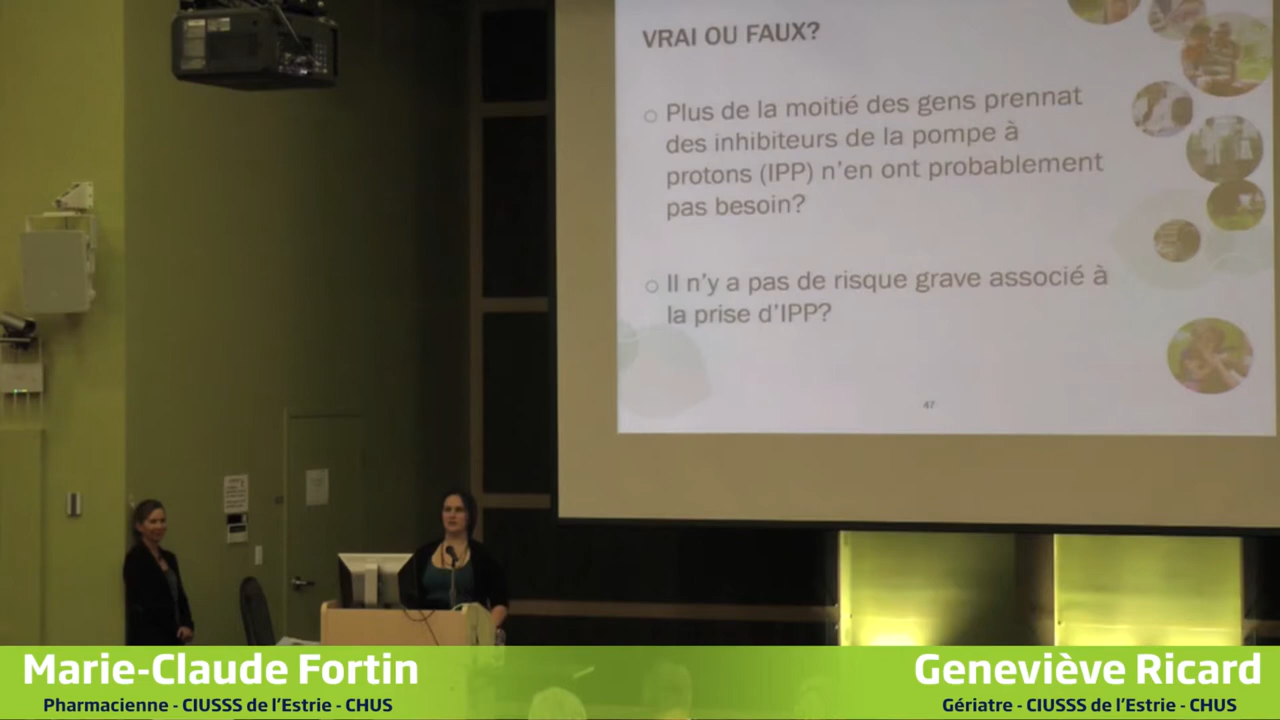 VRAI OU FAUX?
Plus de la moitié des gens prennat
des inhibiteurs de la pompe à
protons (IPP) n'en ont probablement
pas besoin?
Il n'y a pas de risque grave associé à
la prise d'IPP?
47
Marie-Claude Fortin
Pharmacienne - CIUSSS de l'Estrie - CHUS
Geneviève Ricard
Gériatre - CIUSSS de l'Estrie - CHUS